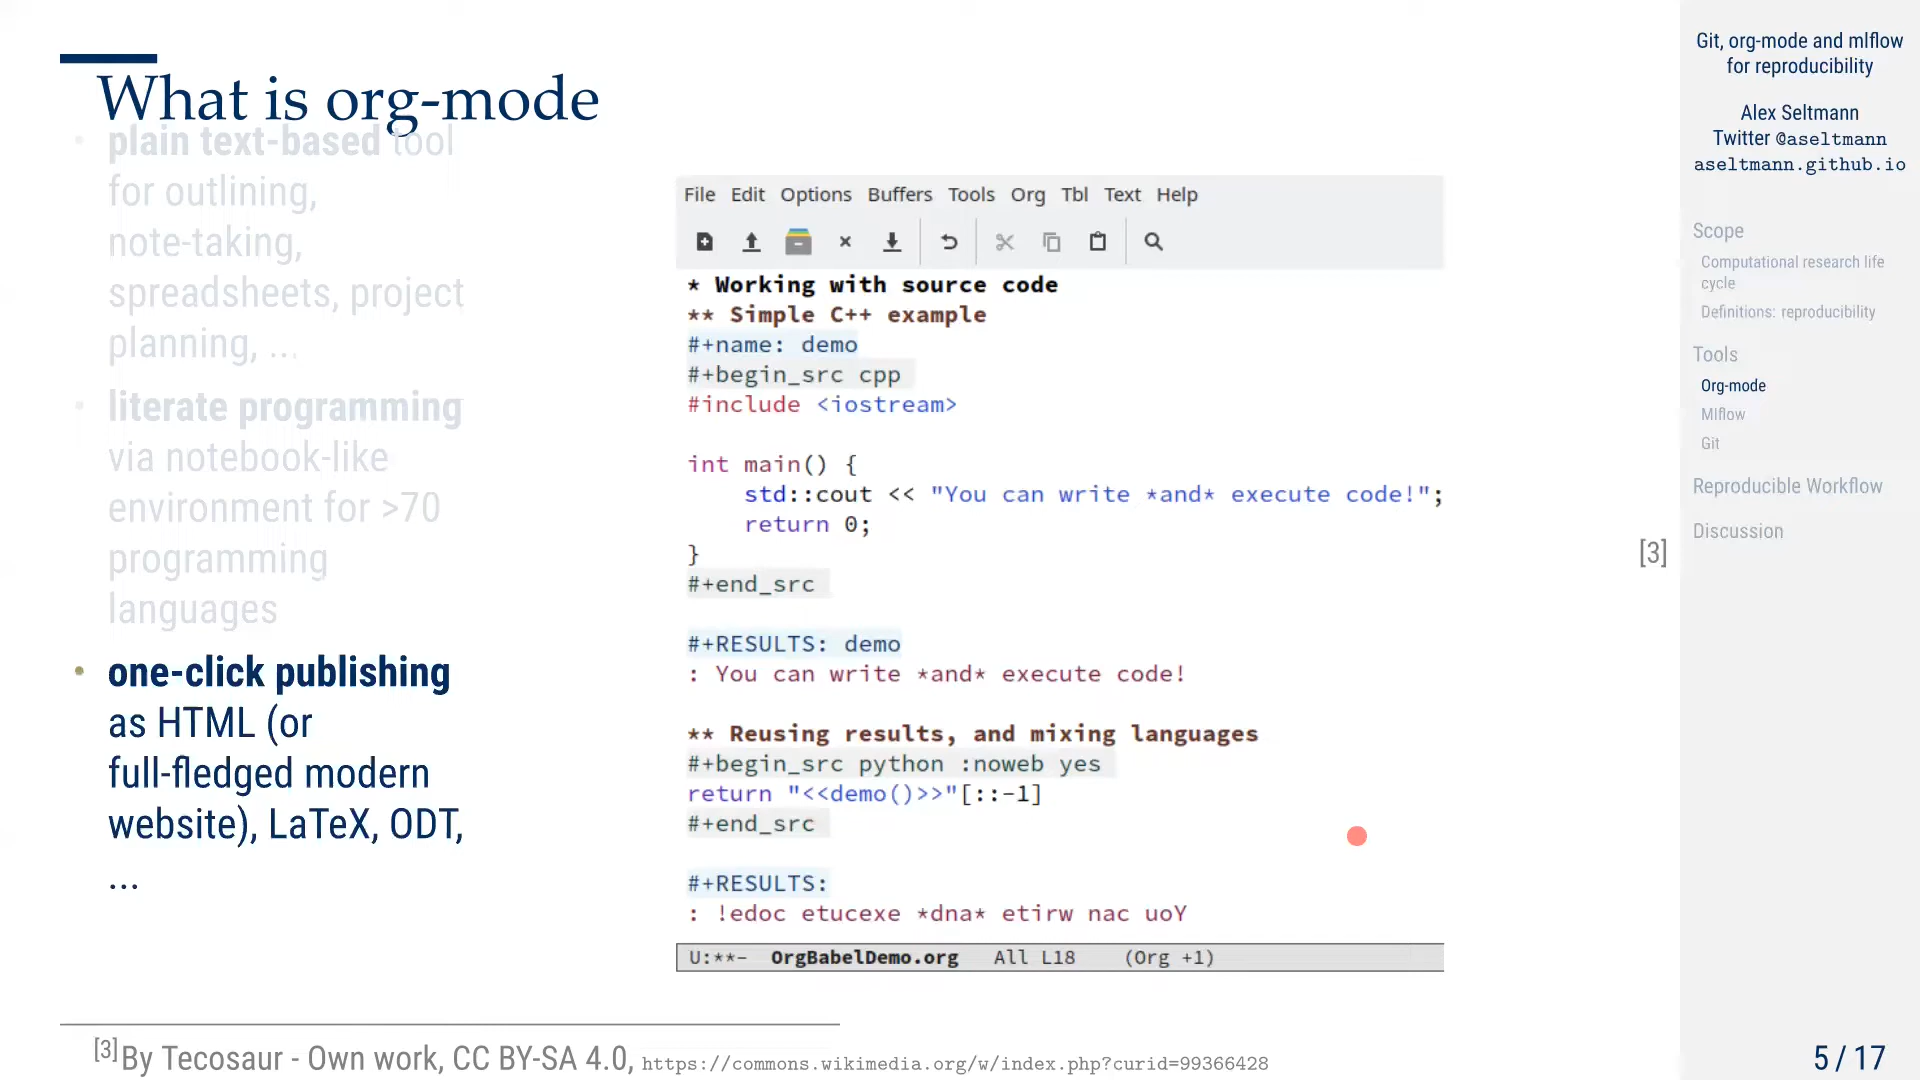 What is org-mode
• plain text-based tool
for outlining,
note-taking,
spreadsheets, project
planning, ...
• literate programming
via notebook-like
environment for >70
programming
languages
• one-click publishing
as HTML (or
full-fledged modern
website), LaTeX, ODT,
...
File Edit Options Buffers Tools Org Tbl Text Help
* Working with source code
** Simple C++ example
#+name: demo
#+begin_src cpp
#include <iostream>
int main() {
    std::cout << "You can write *and* execute code!";
    return 0;
}
#+end_src
#+RESULTS: demo
: You can write *and* execute code!
** Reusing results, and mixing languages
#+begin_src python :noweb yes
return "<<demo()>>"[::-1]
#+end_src
#+RESULTS:
: !edoc etucexe *dna* etirw nac uoY
U:**- OrgBabelDemo.org All L18 (Org +1)
[3]
[3]By Tecosaur - Own work, CC BY-SA 4.0, https://commons.wikimedia.org/w/index.php?curid=99366428
Git, org-mode and mlflow
for reproducibility
Alex Seltmann
Twitter @aseltmann
aseltmann.github.io
Scope
Computational research life
cycle
Definitions: reproducibility
Tools
Org-mode
Mlflow
Git
Reproducible Workflow
Discussion
5 / 17